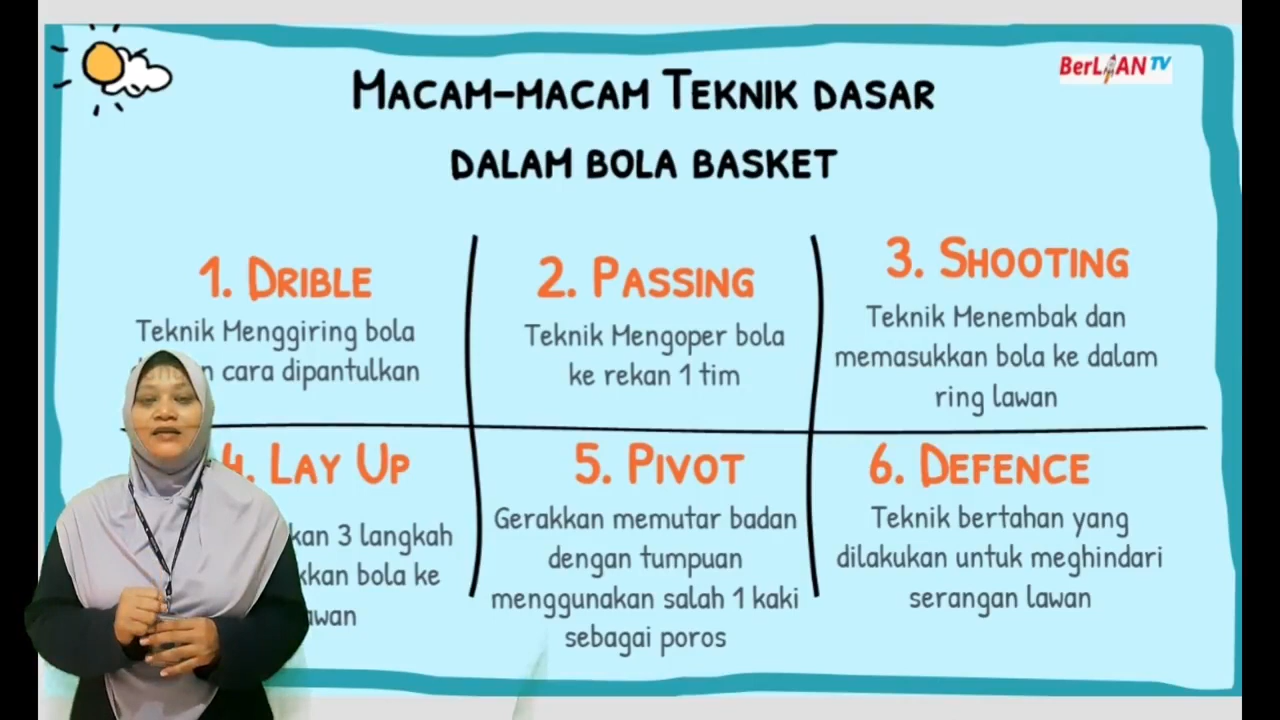 BerLIAN TV
MACAM-MACAM TEKNIK DASAR
DALAM BOLA BASKET
1. DRIBLE
Teknik Menggiring bola
cara dipantulkan
2. PASSING
Teknik Mengoper bola
ke rekan 1 tim
3. SHOOTING
Teknik Menembak dan
memasukkan bola ke dalam
ring lawan
4. LAY UP
3 langkah
bola ke
5. PIVOT
Gerakkan memutar badan
dengan tumpuan
menggunakan salah 1 kaki
sebagai poros
6. DEFENCE
Teknik bertahan yang
dilakukan untuk meghindari
serangan lawan